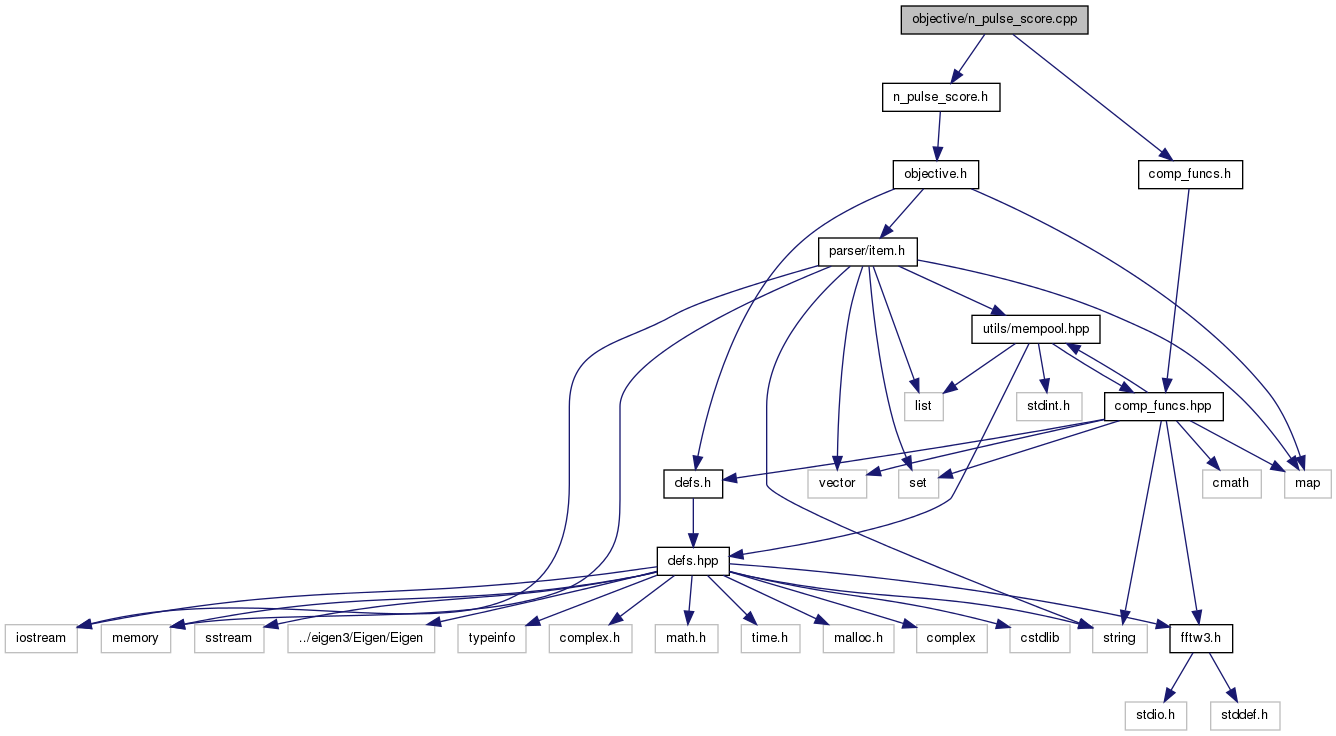 objective/n_pulse_score.cpp
n_pulse_score.h
objective.h
comp_funcs.h
parser/item.h
utils/mempool.hpp
list
stdint.h
comp_funcs.hpp
defs.h
vector
set
cmath
map
defs.hpp
iostream
memory
sstream
../eigen3/Eigen/Eigen
typeinfo
complex.h
math.h
time.h
malloc.h
complex
cstdlib
string
fftw3.h
stdio.h
stddef.h